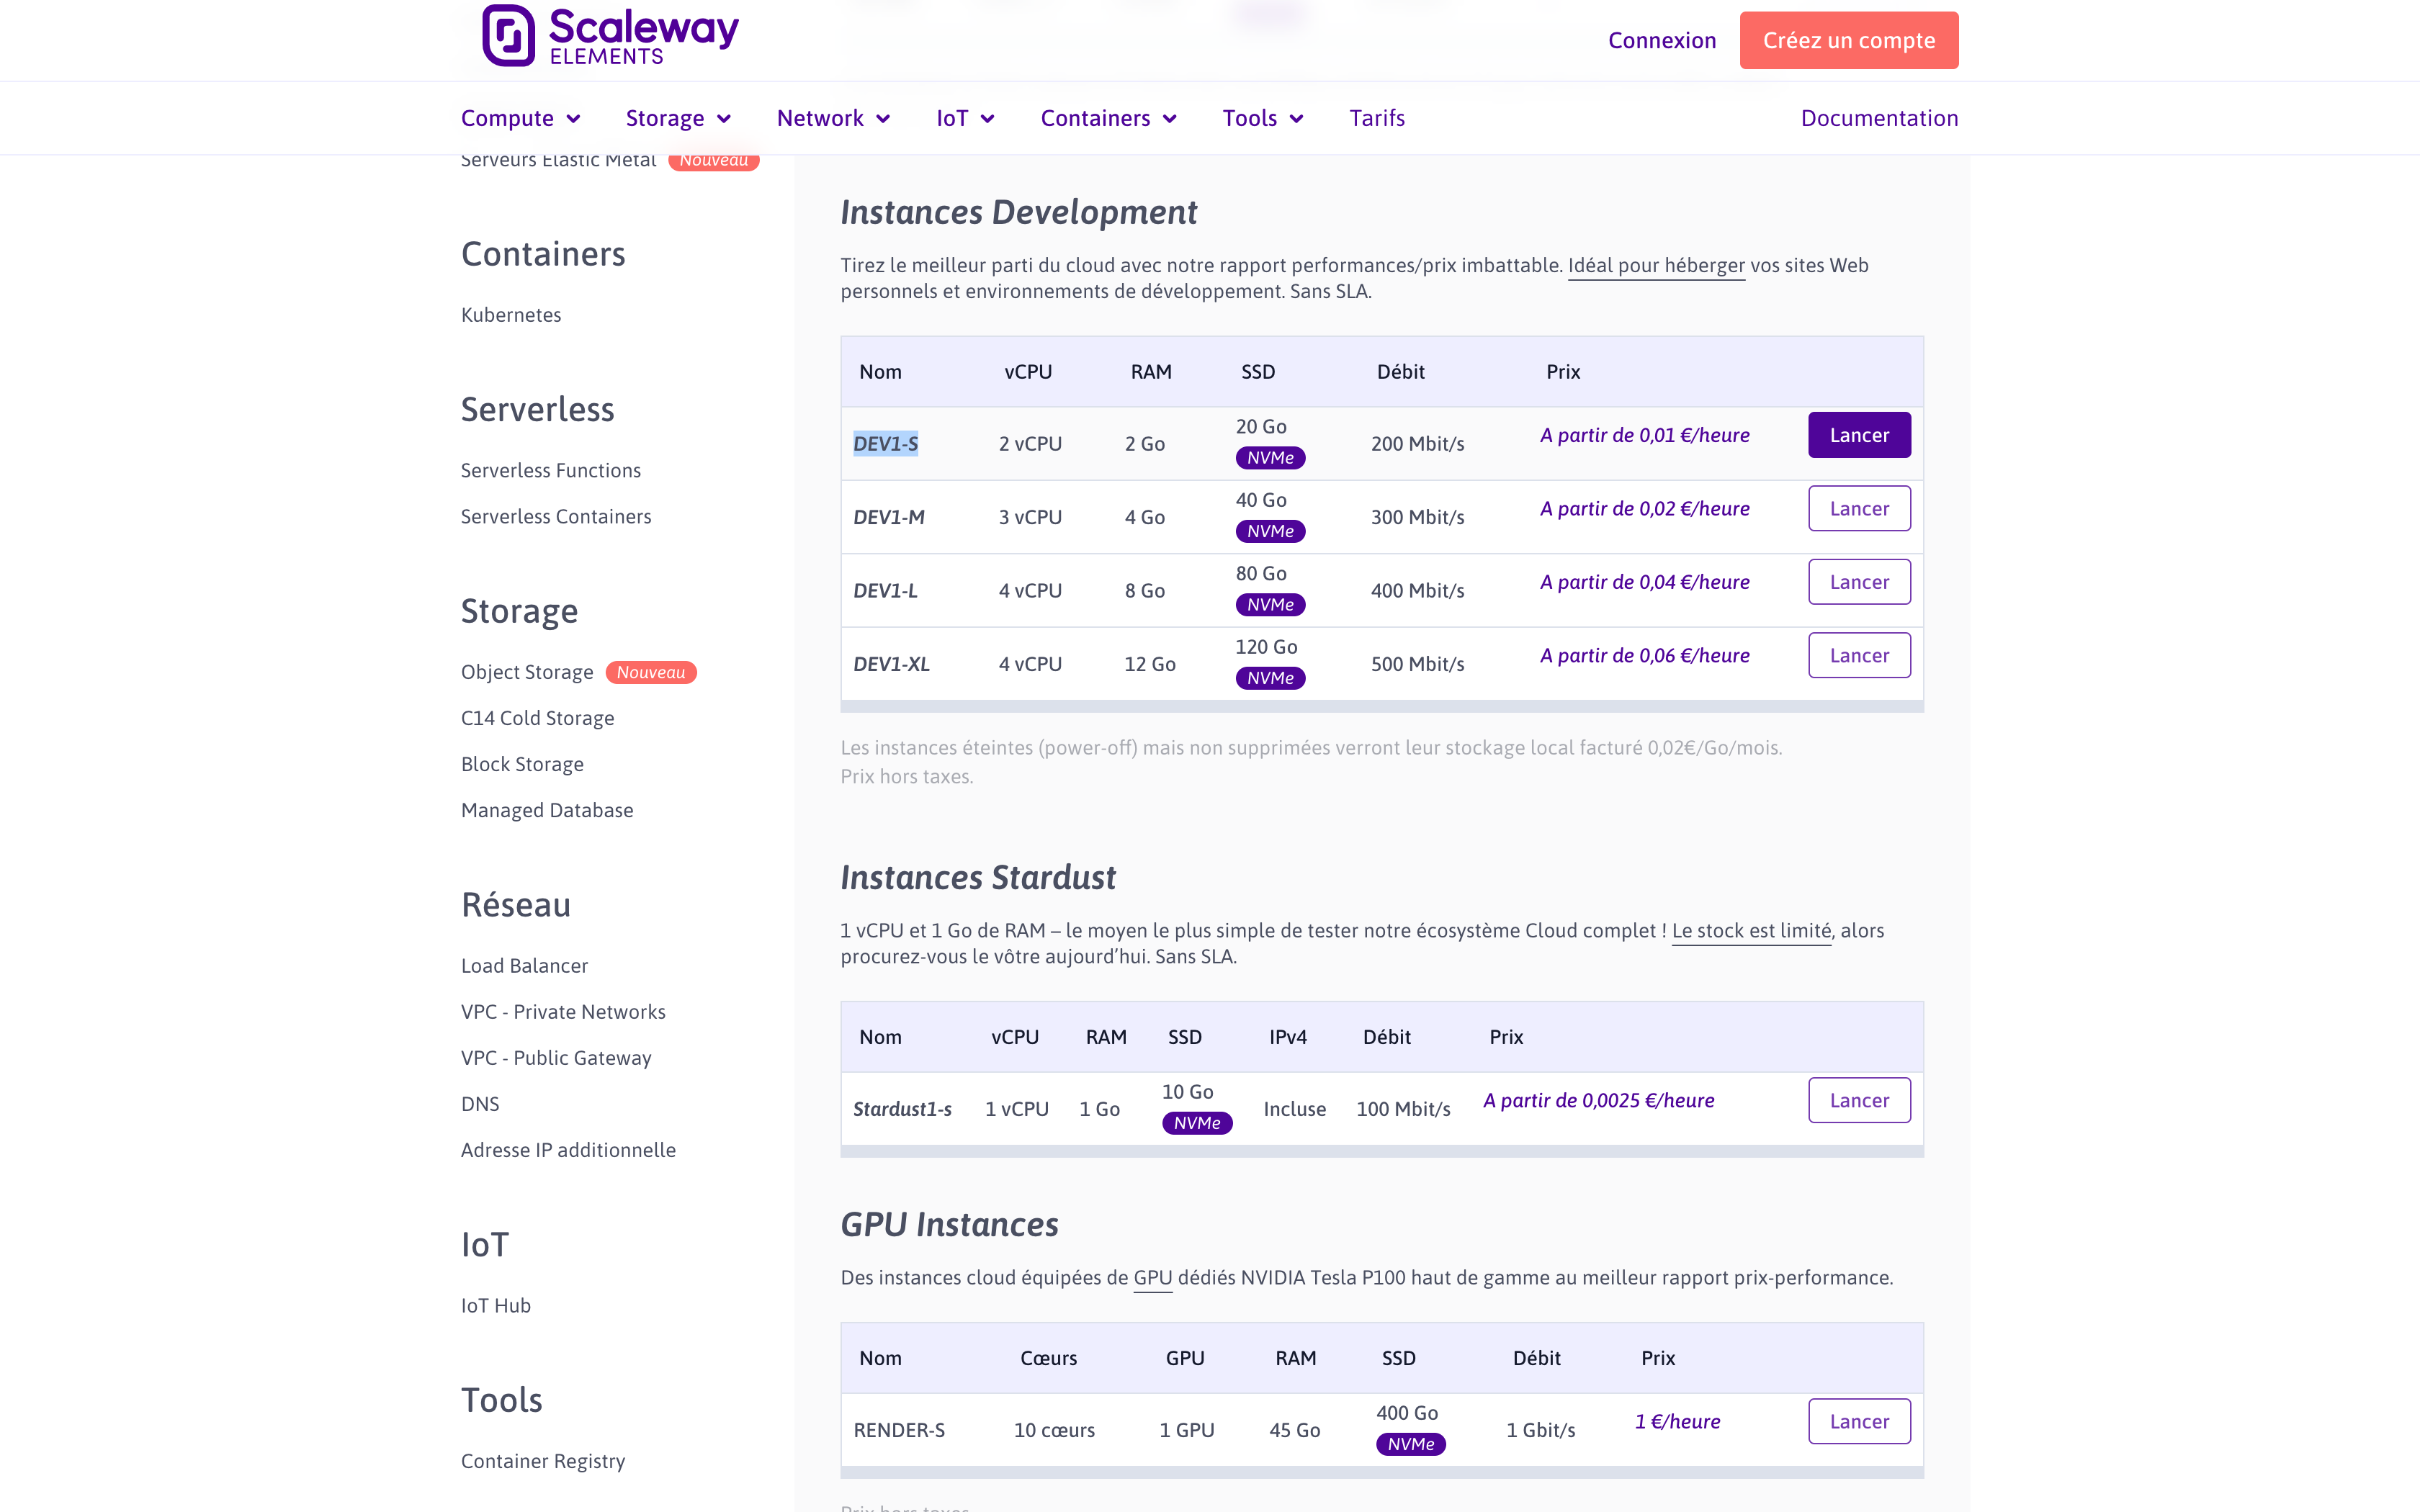 Scaleway
ELEMENTS
Connexion
Créez un compte
Compute
Storage
Network
IoT
Containers
Tools
Tarifs
Documentation
Serveurs Elastic Metal Nouveau
Containers
Kubernetes
Serverless
Serverless Functions
Serverless Containers
Storage
Object Storage Nouveau
C14 Cold Storage
Block Storage
Managed Database
Réseau
Load Balancer
VPC - Private Networks
VPC - Public Gateway
DNS
Adresse IP additionnelle
IoT
IoT Hub
Tools
Container Registry
Instances Development
Tirez le meilleur parti du cloud avec notre rapport performances/prix imbattable. Idéal pour héberger vos sites Web
personnels et environnements de développement. Sans SLA.
Nom vCPU RAM SSD Débit Prix
DEV1-S 2 vCPU 2 Go 20 Go NVMe 200 Mbit/s A partir de 0,01 €/heure Lancer
DEV1-M 3 vCPU 4 Go 40 Go NVMe 300 Mbit/s A partir de 0,02 €/heure Lancer
DEV1-L 4 vCPU 8 Go 80 Go NVMe 400 Mbit/s A partir de 0,04 €/heure Lancer
DEV1-XL 4 vCPU 12 Go 120 Go NVMe 500 Mbit/s A partir de 0,06 €/heure Lancer
Les instances éteintes (power-off) mais non supprimées verront leur stockage local facturé 0,02€/Go/mois.
Prix hors taxes.
Instances Stardust
1 vCPU et 1 Go de RAM – le moyen le plus simple de tester notre écosystème Cloud complet ! Le stock est limité, alors
procurez-vous le vôtre aujourd’hui. Sans SLA.
Nom vCPU RAM SSD IPv4 Débit Prix
Stardust1-s 1 vCPU 1 Go 10 Go NVMe Incluse 100 Mbit/s A partir de 0,0025 €/heure Lancer
GPU Instances
Des instances cloud équipées de GPU dédiés NVIDIA Tesla P100 haut de gamme au meilleur rapport prix-performance.
Nom Cœurs GPU RAM SSD Débit Prix
RENDER-S 10 cœurs 1 GPU 45 Go 400 Go NVMe 1 Gbit/s 1 €/heure Lancer
Prix hors taxes